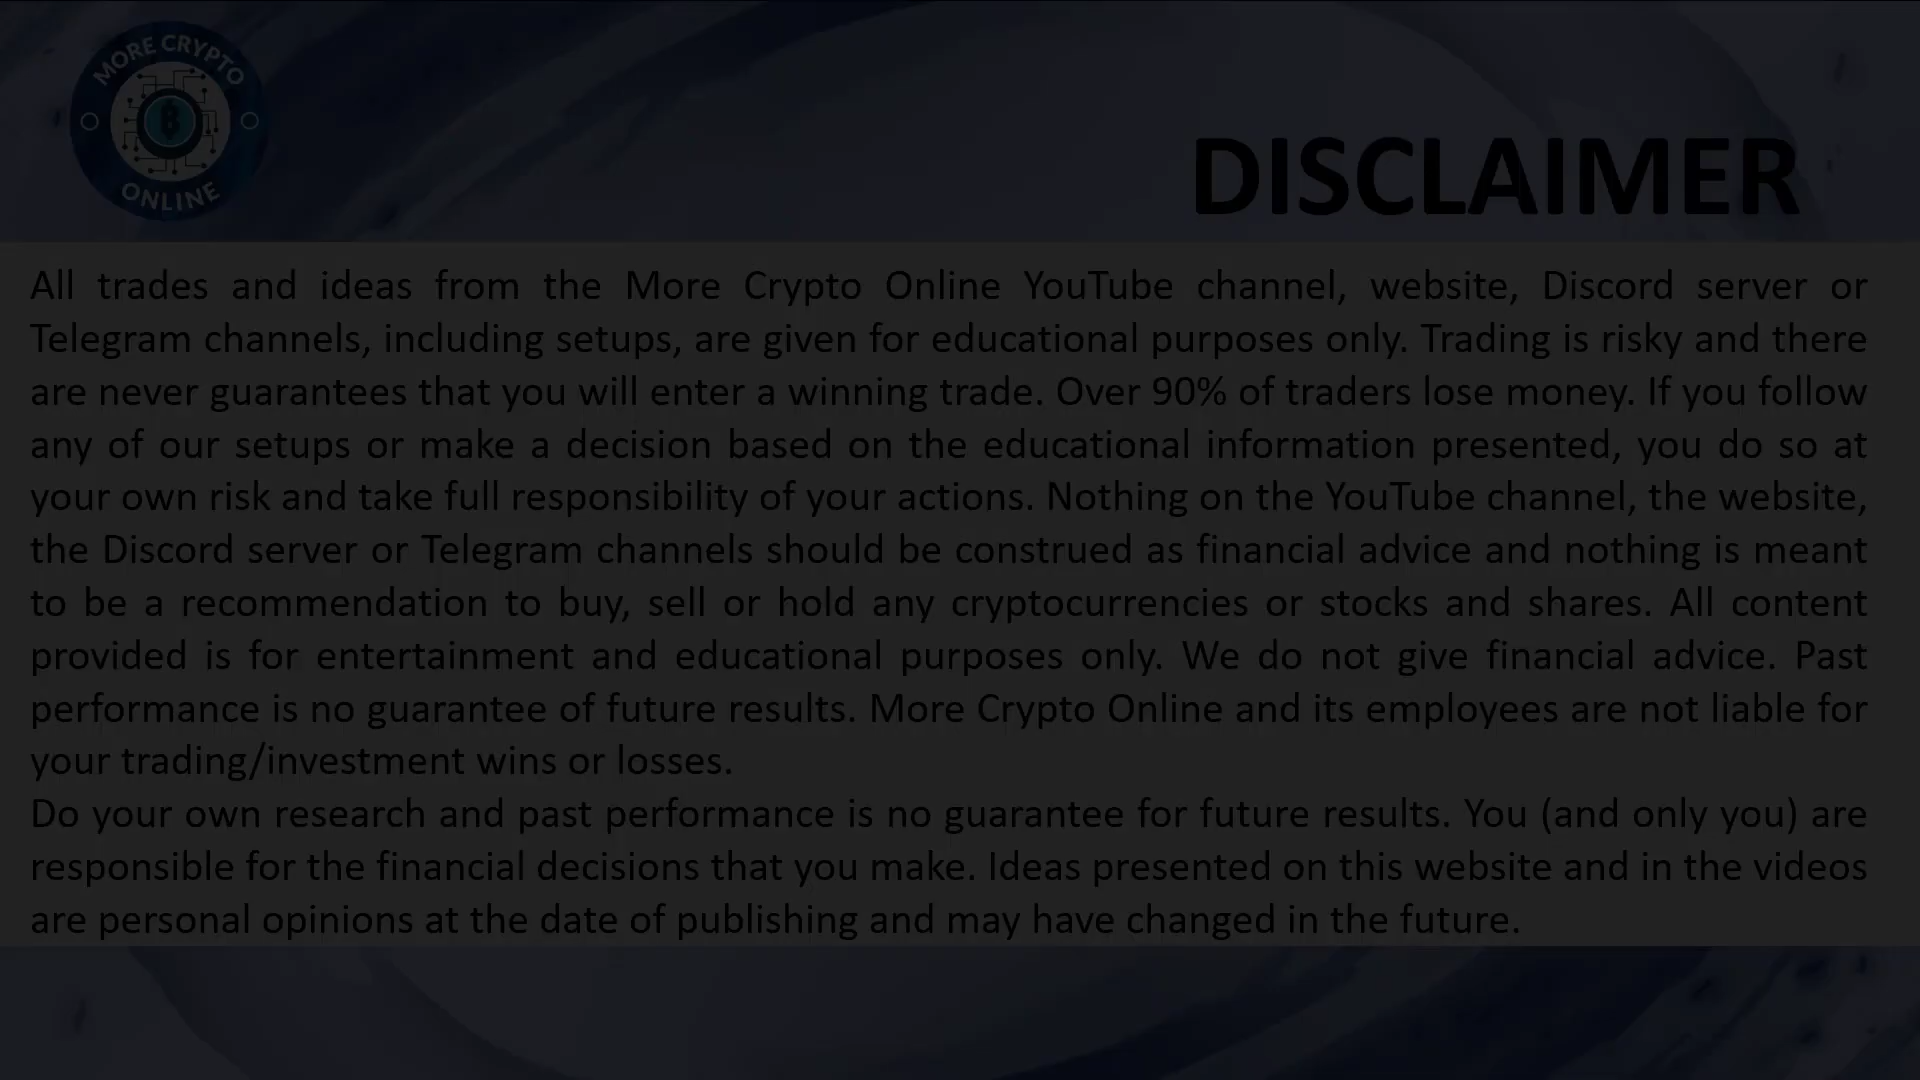 MORE CRYPTO
ONLINE
DISCLAIMER
All trades and ideas from the More Crypto Online YouTube channel, website, Discord server or
Telegram channels, including setups, are given for educational purposes only. Trading is risky and there
are never guarantees that you will enter a winning trade. Over 90% of traders lose money. If you follow
any of our setups or make a decision based on the educational information presented, you do so at
your own risk and take full responsibility of your actions. Nothing on the YouTube channel, the website,
the Discord server or Telegram channels should be construed as financial advice and nothing is meant
to be a recommendation to buy, sell or hold any cryptocurrencies or stocks and shares. All content
provided is for entertainment and educational purposes only. We do not give financial advice. Past
performance is no guarantee of future results. More Crypto Online and its employees are not liable for
your trading/investment wins or losses.
Do your own research and past performance is no guarantee for future results. You (and only you) are
responsible for the financial decisions that you make. Ideas presented on this website and in the videos
are personal opinions at the date of publishing and may have changed in the future.